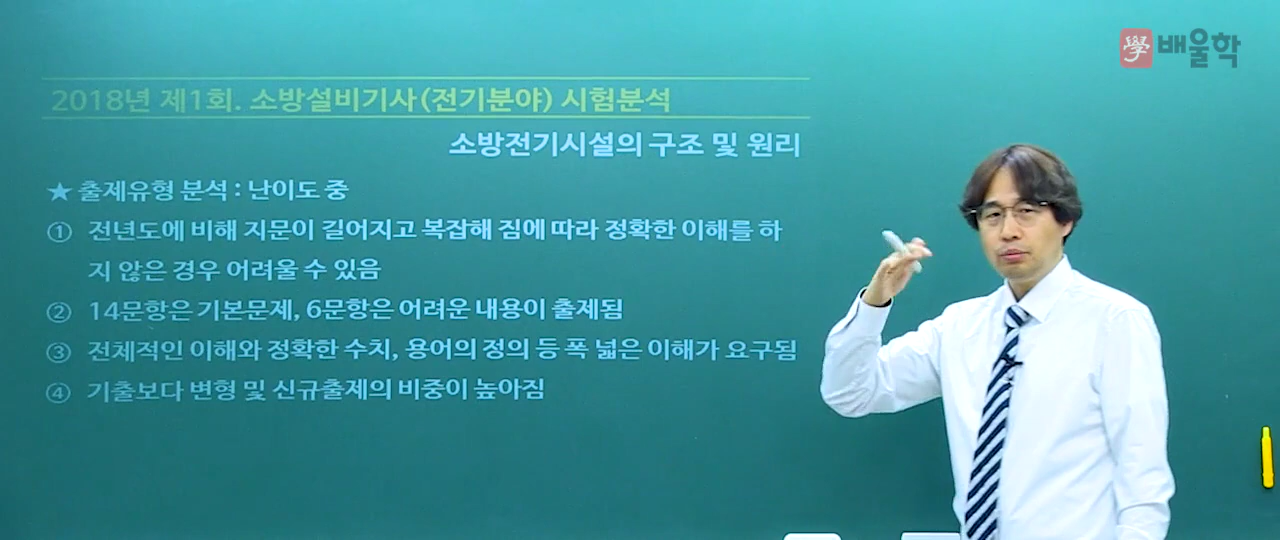 學 배울학
2018년 제1회. 소방설비기사(전기분야) 시험분석
소방전기시설의 구조 및 원리
★ 출제유형 분석 : 난이도 중
① 전년도에 비해 지문이 길어지고 복잡해 짐에 따라 정확한 이해를 하
지 않은 경우 어려울 수 있음
② 14문항은 기본문제, 6문항은 어려운 내용이 출제됨
③ 전체적인 이해와 정확한 수치, 용어의 정의 등 폭 넓은 이해가 요구됨
④ 기출보다 변형 및 신규출제의 비중이 높아짐